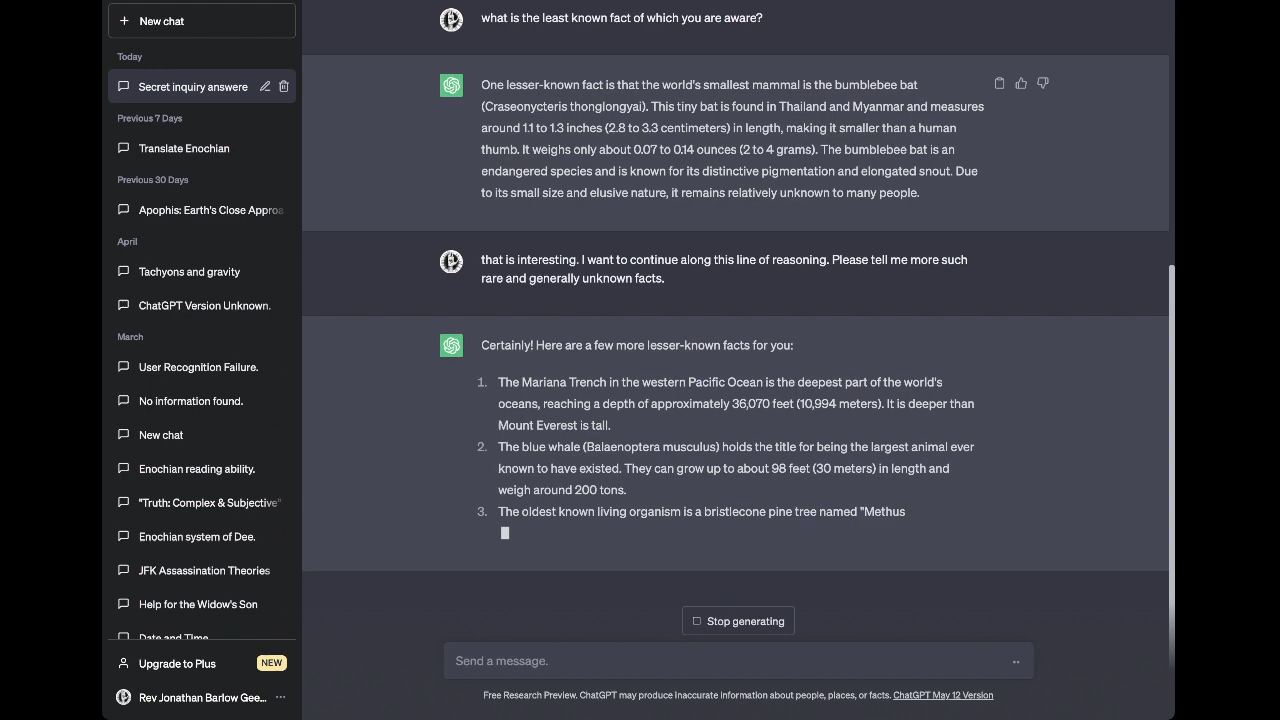 New chat
Today
Secret inquiry answere
Previous 7 Days
Translate Enochian
Previous 30 Days
Apophis: Earth's Close Approa
April
Tachyons and gravity
ChatGPT Version Unknown.
March
User Recognition Failure.
No information found.
New chat
Enochian reading ability.
"Truth: Complex & Subjective"
Enochian system of Dee.
JFK Assassination Theories
Help for the Widow's Son
Date and Time
Upgrade to Plus NEW
Rev Jonathan Barlow Gee...
what is the least known fact of which you are aware?
One lesser-known fact is that the world's smallest mammal is the bumblebee bat
(Craseonycteris thonglongyai). This tiny bat is found in Thailand and Myanmar and measures
around 1.1 to 1.3 inches (2.8 to 3.3 centimeters) in length, making it smaller than a human
thumb. It weighs only about 0.07 to 0.14 ounces (2 to 4 grams). The bumblebee bat is an
endangered species and is known for its distinctive pigmentation and elongated snout. Due
to its small size and elusive nature, it remains relatively unknown to many people.
that is interesting. I want to continue along this line of reasoning. Please tell me more such
rare and generally unknown facts.
Certainly! Here are a few more lesser-known facts for you:
1. The Mariana Trench in the western Pacific Ocean is the deepest part of the world's
oceans, reaching a depth of approximately 36,070 feet (10,994 meters). It is deeper than
Mount Everest is tall.
2. The blue whale (Balaenoptera musculus) holds the title for being the largest animal ever
known to have existed. They can grow up to about 98 feet (30 meters) in length and
weigh around 200 tons.
3. The oldest known living organism is a bristlecone pine tree named "Methus
Stop generating
Send a message.
Free Research Preview. ChatGPT may produce inaccurate information about people, places, or facts. ChatGPT May 12 Version